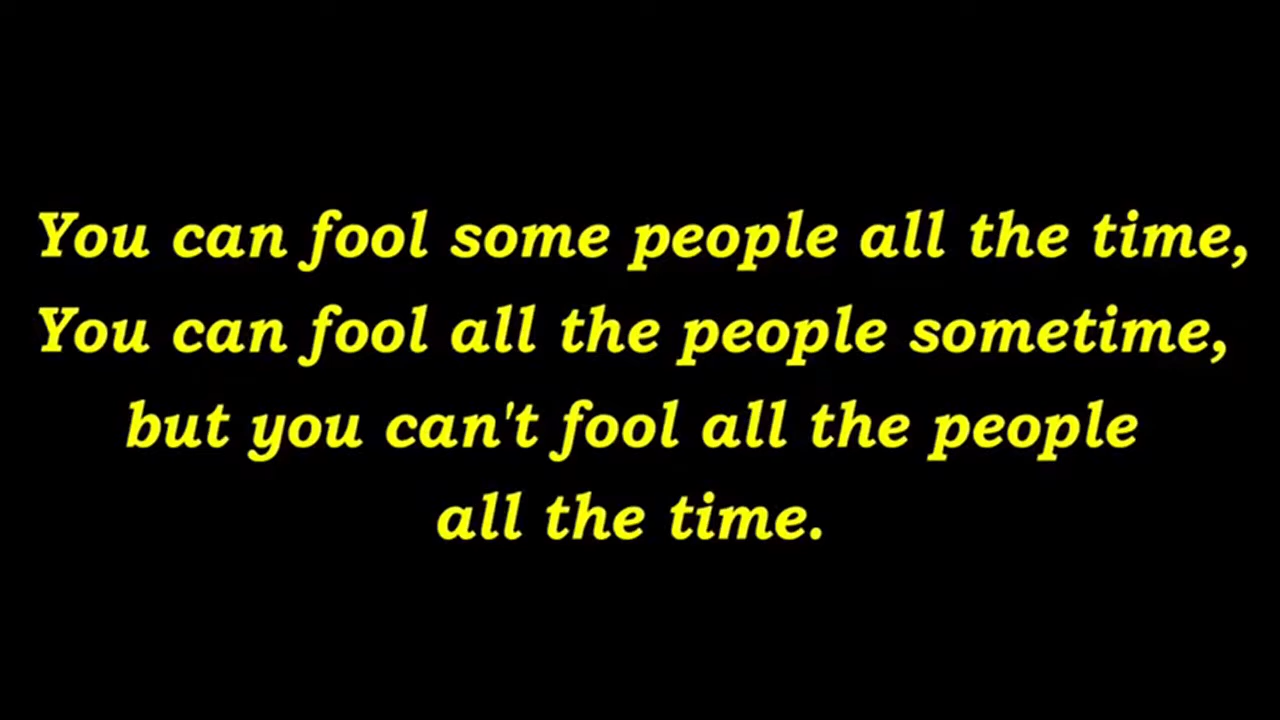 You can fool some people all the time,
You can fool all the people sometime,
but you can't fool all the people
all the time.